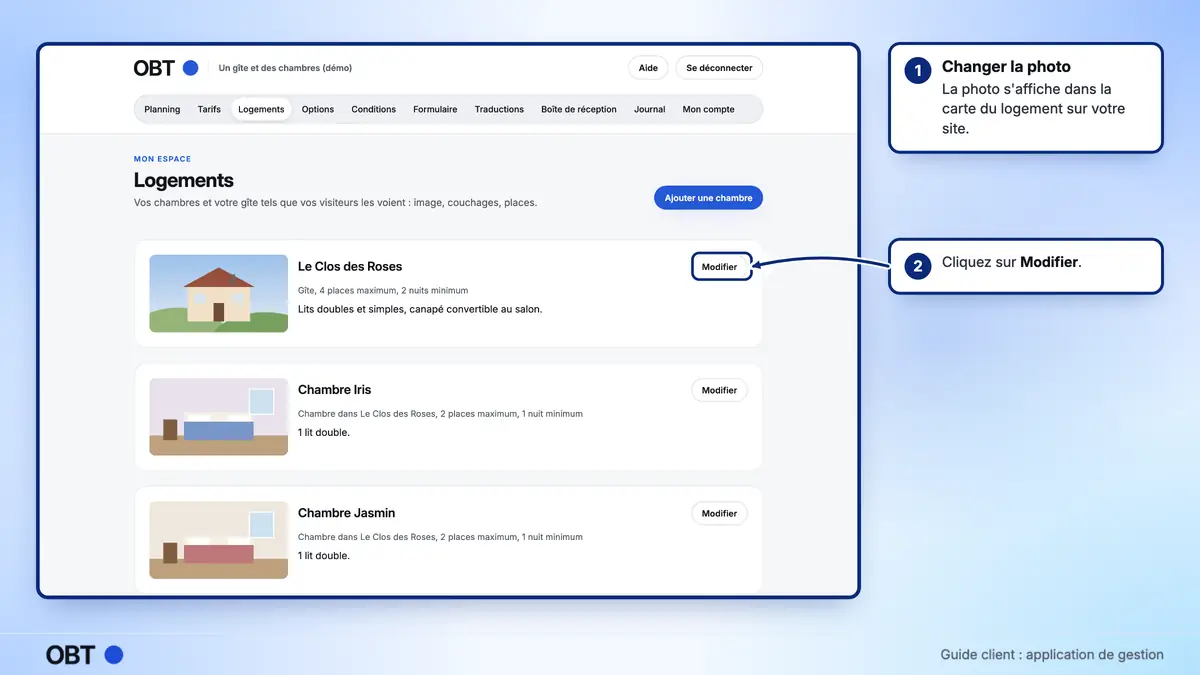 OBT
Un gîte et des chambres (démo)
Aide
Se déconnecter
Planning
Tarifs
Logements
Options
Conditions
Formulaire
Traductions
Boîte de réception
Journal
Mon compte
MON ESPACE
Logements
Vos chambres et votre gîte tels que vos visiteurs les voient : image, couchages, places.
Ajouter une chambre
Le Clos des Roses
Gîte, 4 places maximum, 2 nuits minimum
Lits doubles et simples, canapé convertible au salon.
Modifier
Chambre Iris
Chambre dans Le Clos des Roses, 2 places maximum, 1 nuit minimum
1 lit double.
Modifier
Chambre Jasmin
Chambre dans Le Clos des Roses, 2 places maximum, 1 nuit minimum
1 lit double.
Modifier
1
Changer la photo
La photo s'affiche dans la
carte du logement sur votre
site.
2
Cliquez sur Modifier.
OBT
Guide client : application de gestion